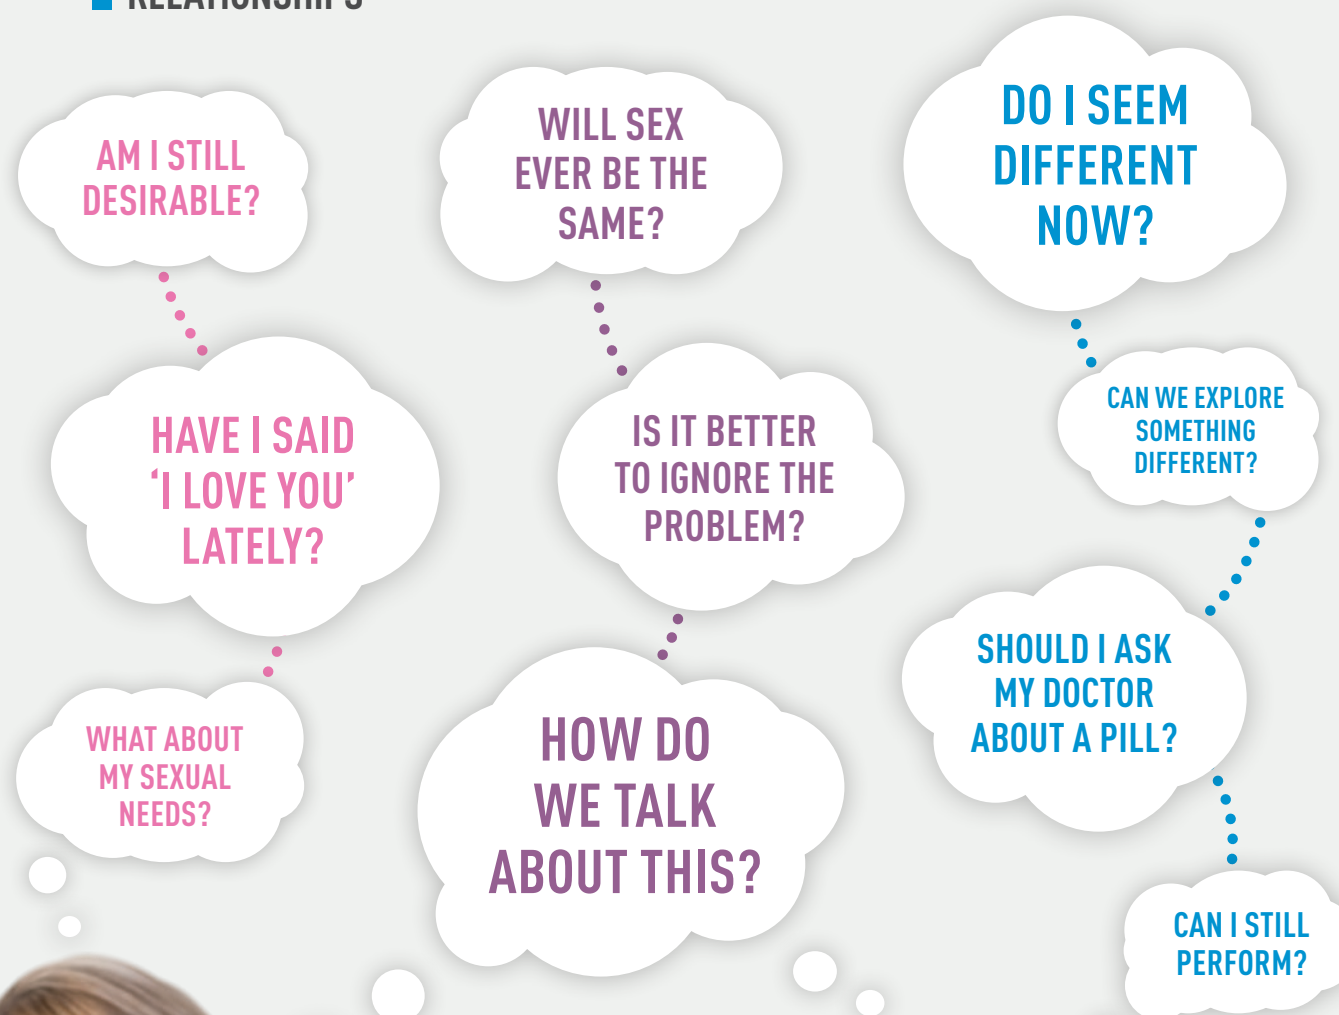 RELATIONSHIPS
AM I STILL
DESIRABLE?
HAVE I SAID
‘I LOVE YOU’
LATELY?
WHAT ABOUT
MY SEXUAL
NEEDS?
WILL SEX
EVER BE THE
SAME?
IS IT BETTER
TO IGNORE THE
PROBLEM?
HOW DO
WE TALK
ABOUT THIS?
DO I SEEM
DIFFERENT
NOW?
CAN WE EXPLORE
SOMETHING
DIFFERENT?
SHOULD I ASK
MY DOCTOR
ABOUT A PILL?
CAN I STILL
PERFORM?